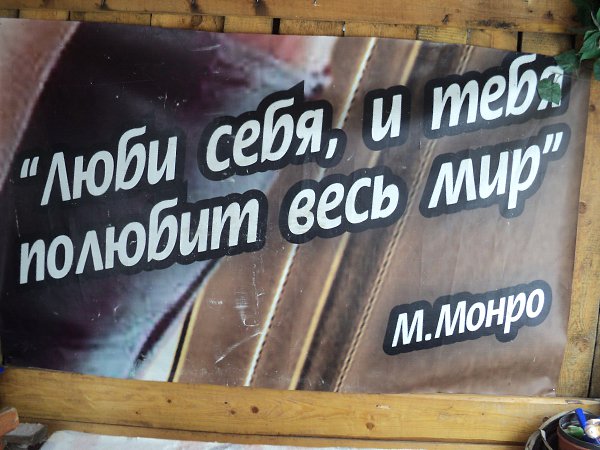 “Люби себя, и тебя
полюбит весь мир”
М.Монро